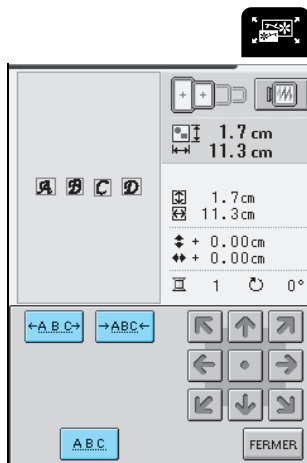 1.7 cm
11.3 cm
A B C D
1.7cm
11.3cm
+ 0.00cm
+ 0.00cm
1 0°
←A B C→ →ABC←
ABC
FERMER